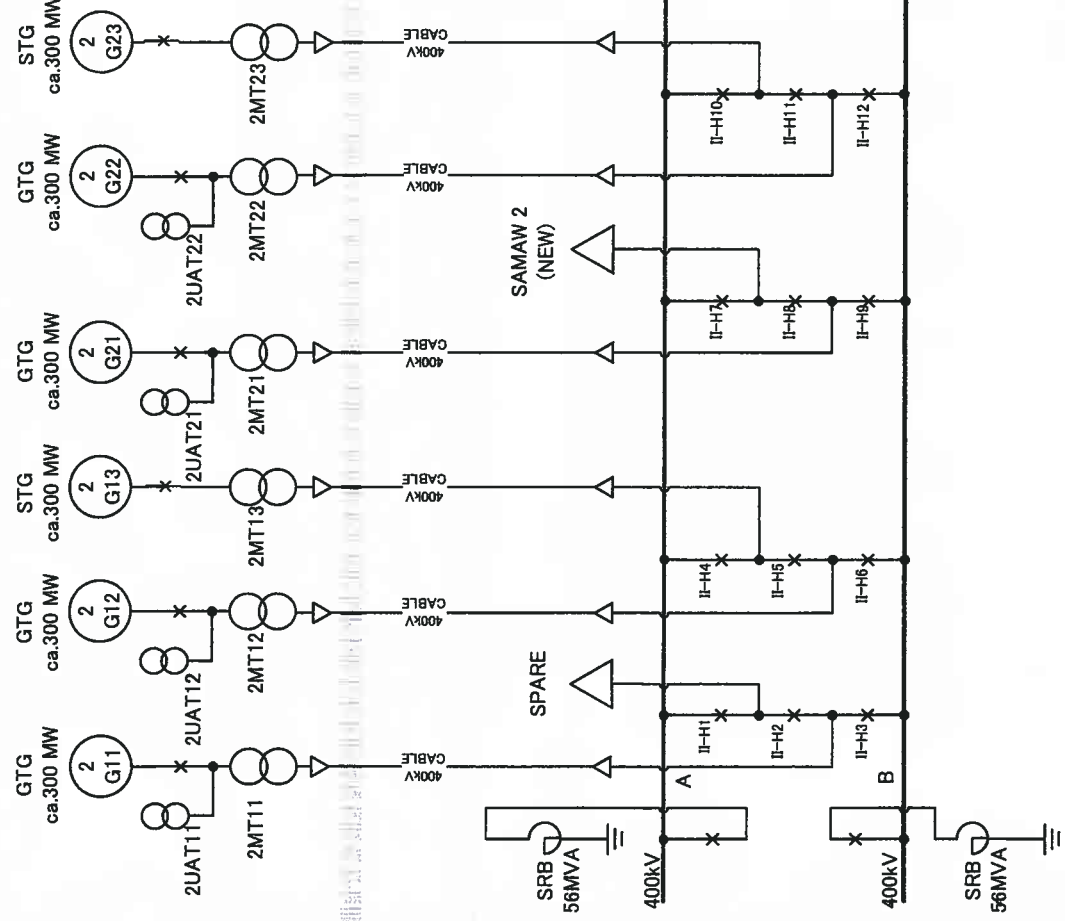 STG
ca.300 MW
2
G23
2MT23
400kV
CABLE
II-H10
II-H11
II-H12
GTG
ca.300 MW
2
G22
2UAT22
2MT22
400kV
CABLE
SAMAW 2
(NEW)
II-H7
II-H8
II-H9
GTG
ca.300 MW
2
G21
2UAT21
2MT21
400kV
CABLE
STG
ca.300 MW
2
G13
2MT13
400kV
CABLE
II-H4
II-H5
II-H6
GTG
ca.300 MW
2
G12
2UAT12
2MT12
400kV
CABLE
SPARE
II-H1
II-H2
II-H3
GTG
ca.300 MW
2
G11
2UAT11
2MT11
400kV
CABLE
A
B
SRB
56MVA
400kV
400kV
SRB
56MVA